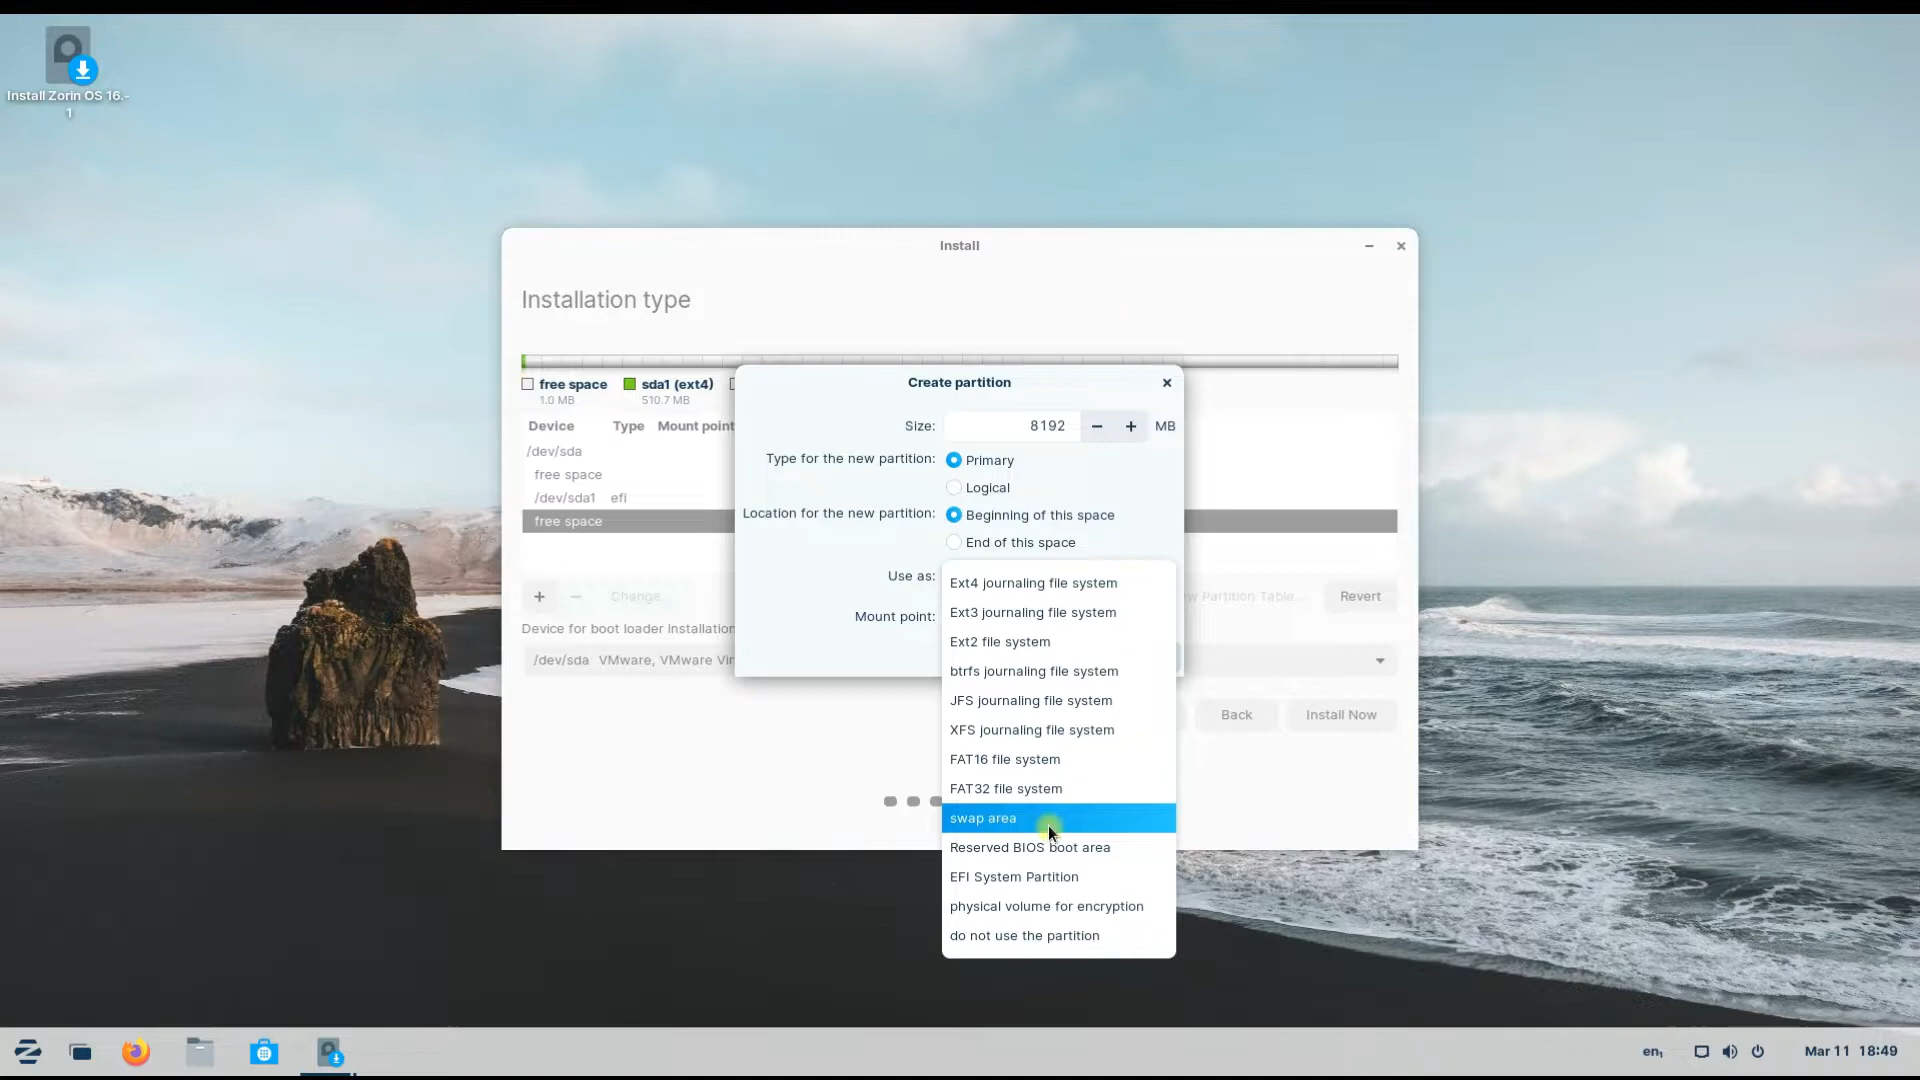 Install Zorin OS 16.-
1
Install
Installation type
free space
1.0 MB
sda1 (ext4)
510.7 MB
Device Type Mount point
/dev/sda
free space
/dev/sda1 efi
free space
+ − Change...
Partition Table... Revert
Device for boot loader installation
/dev/sda VMware, VMware Vir
Back
Install Now
Create partition
Size: 8192 − + MB
Type for the new partition: Primary
Logical
Location for the new partition: Beginning of this space
End of this space
Use as:
Mount point:
Ext4 journaling file system
Ext3 journaling file system
Ext2 file system
btrfs journaling file system
JFS journaling file system
XFS journaling file system
FAT16 file system
FAT32 file system
swap area
Reserved BIOS boot area
EFI System Partition
physical volume for encryption
do not use the partition
en₁
Mar 11 18:49